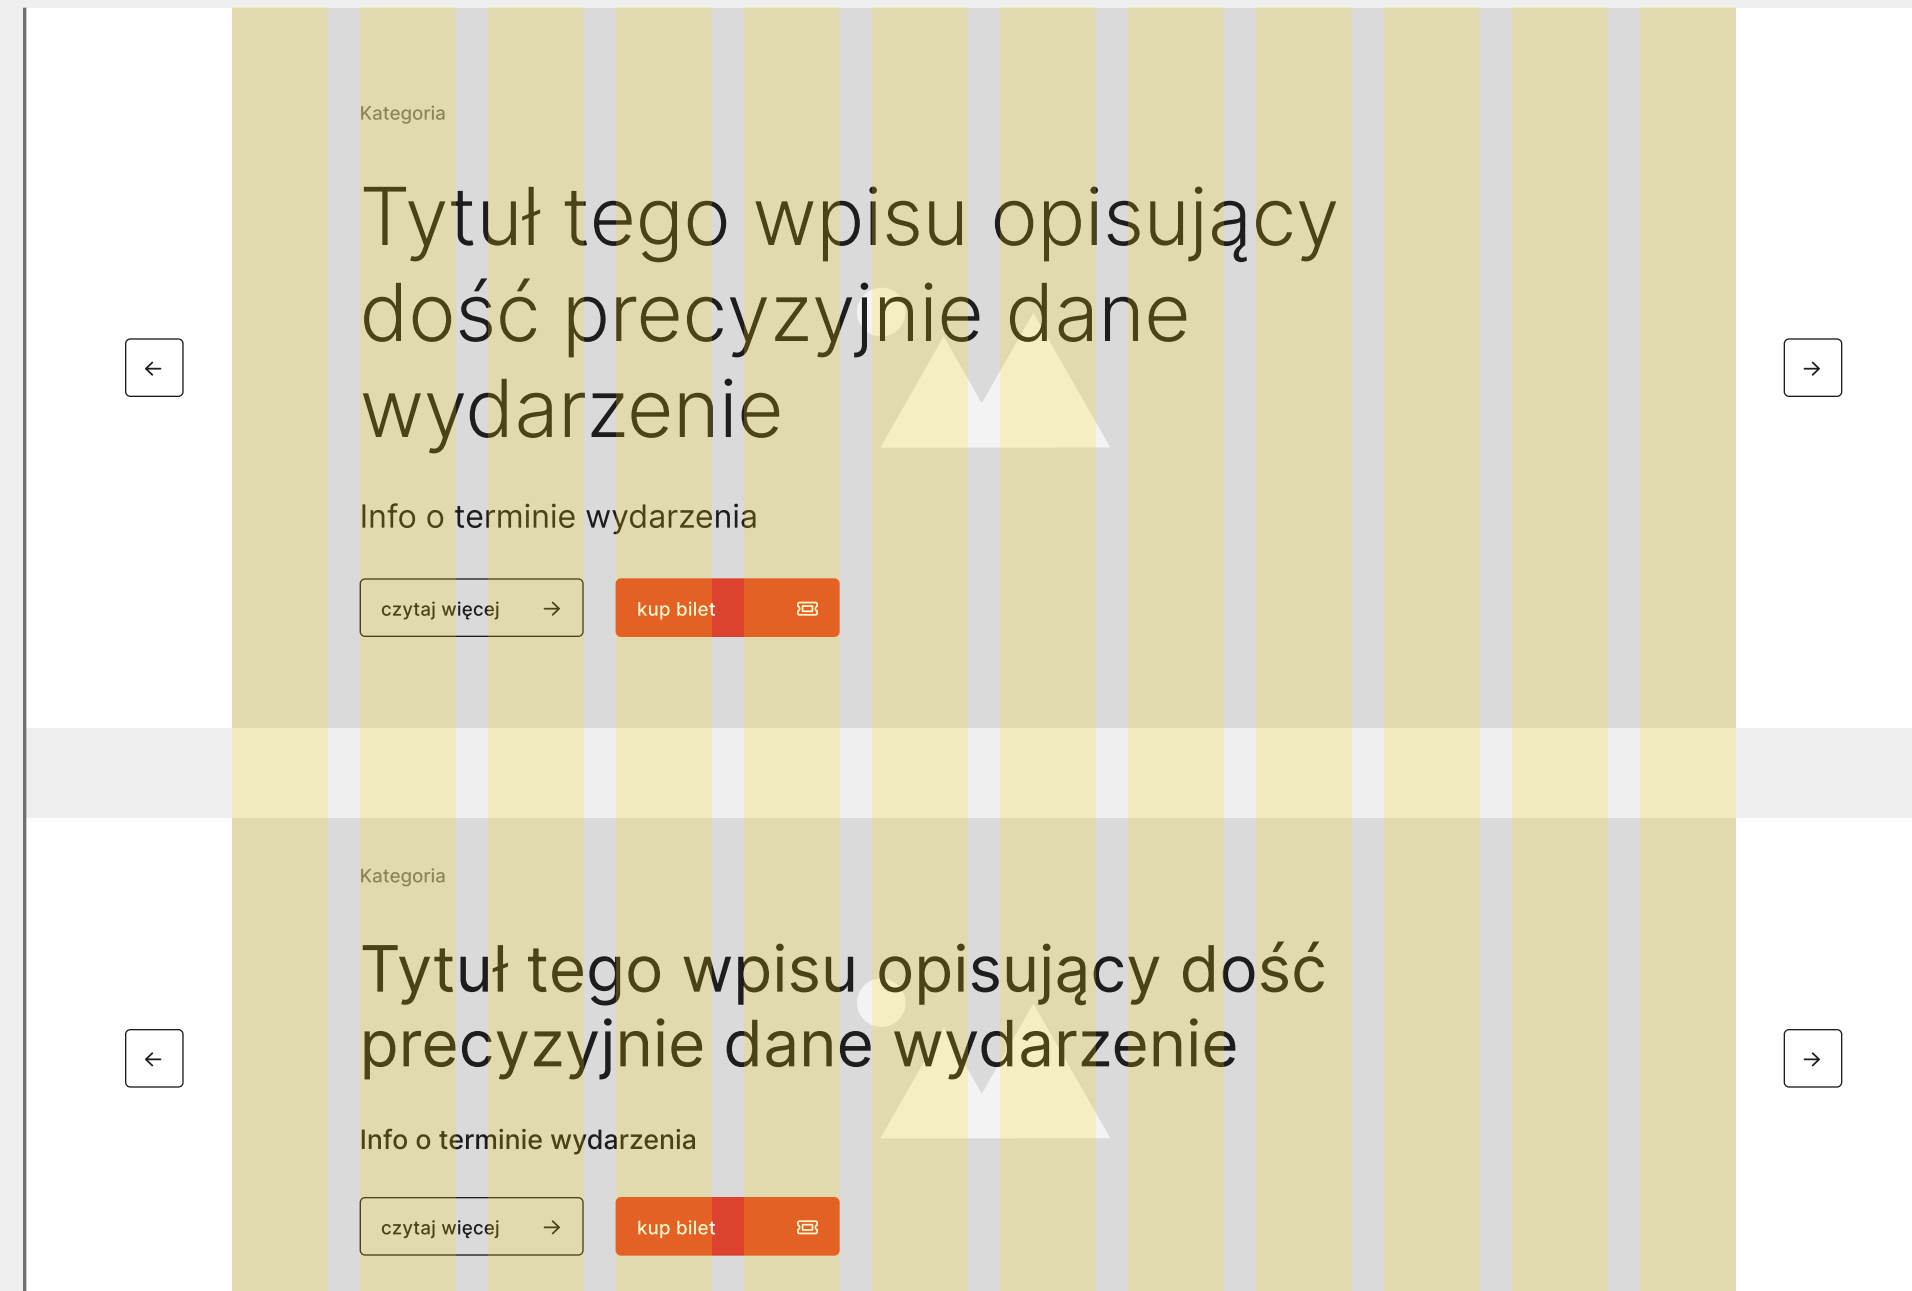 Kategoria
Tytuł tego wpisu opisujący
dość precyzyjnie dane
wydarzenie
Info o terminie wydarzenia
czytaj więcej
kup bilet
Kategoria
Tytuł tego wpisu opisujący dość
precyzyjnie dane wydarzenie
Info o terminie wydarzenia
czytaj więcej
kup bilet